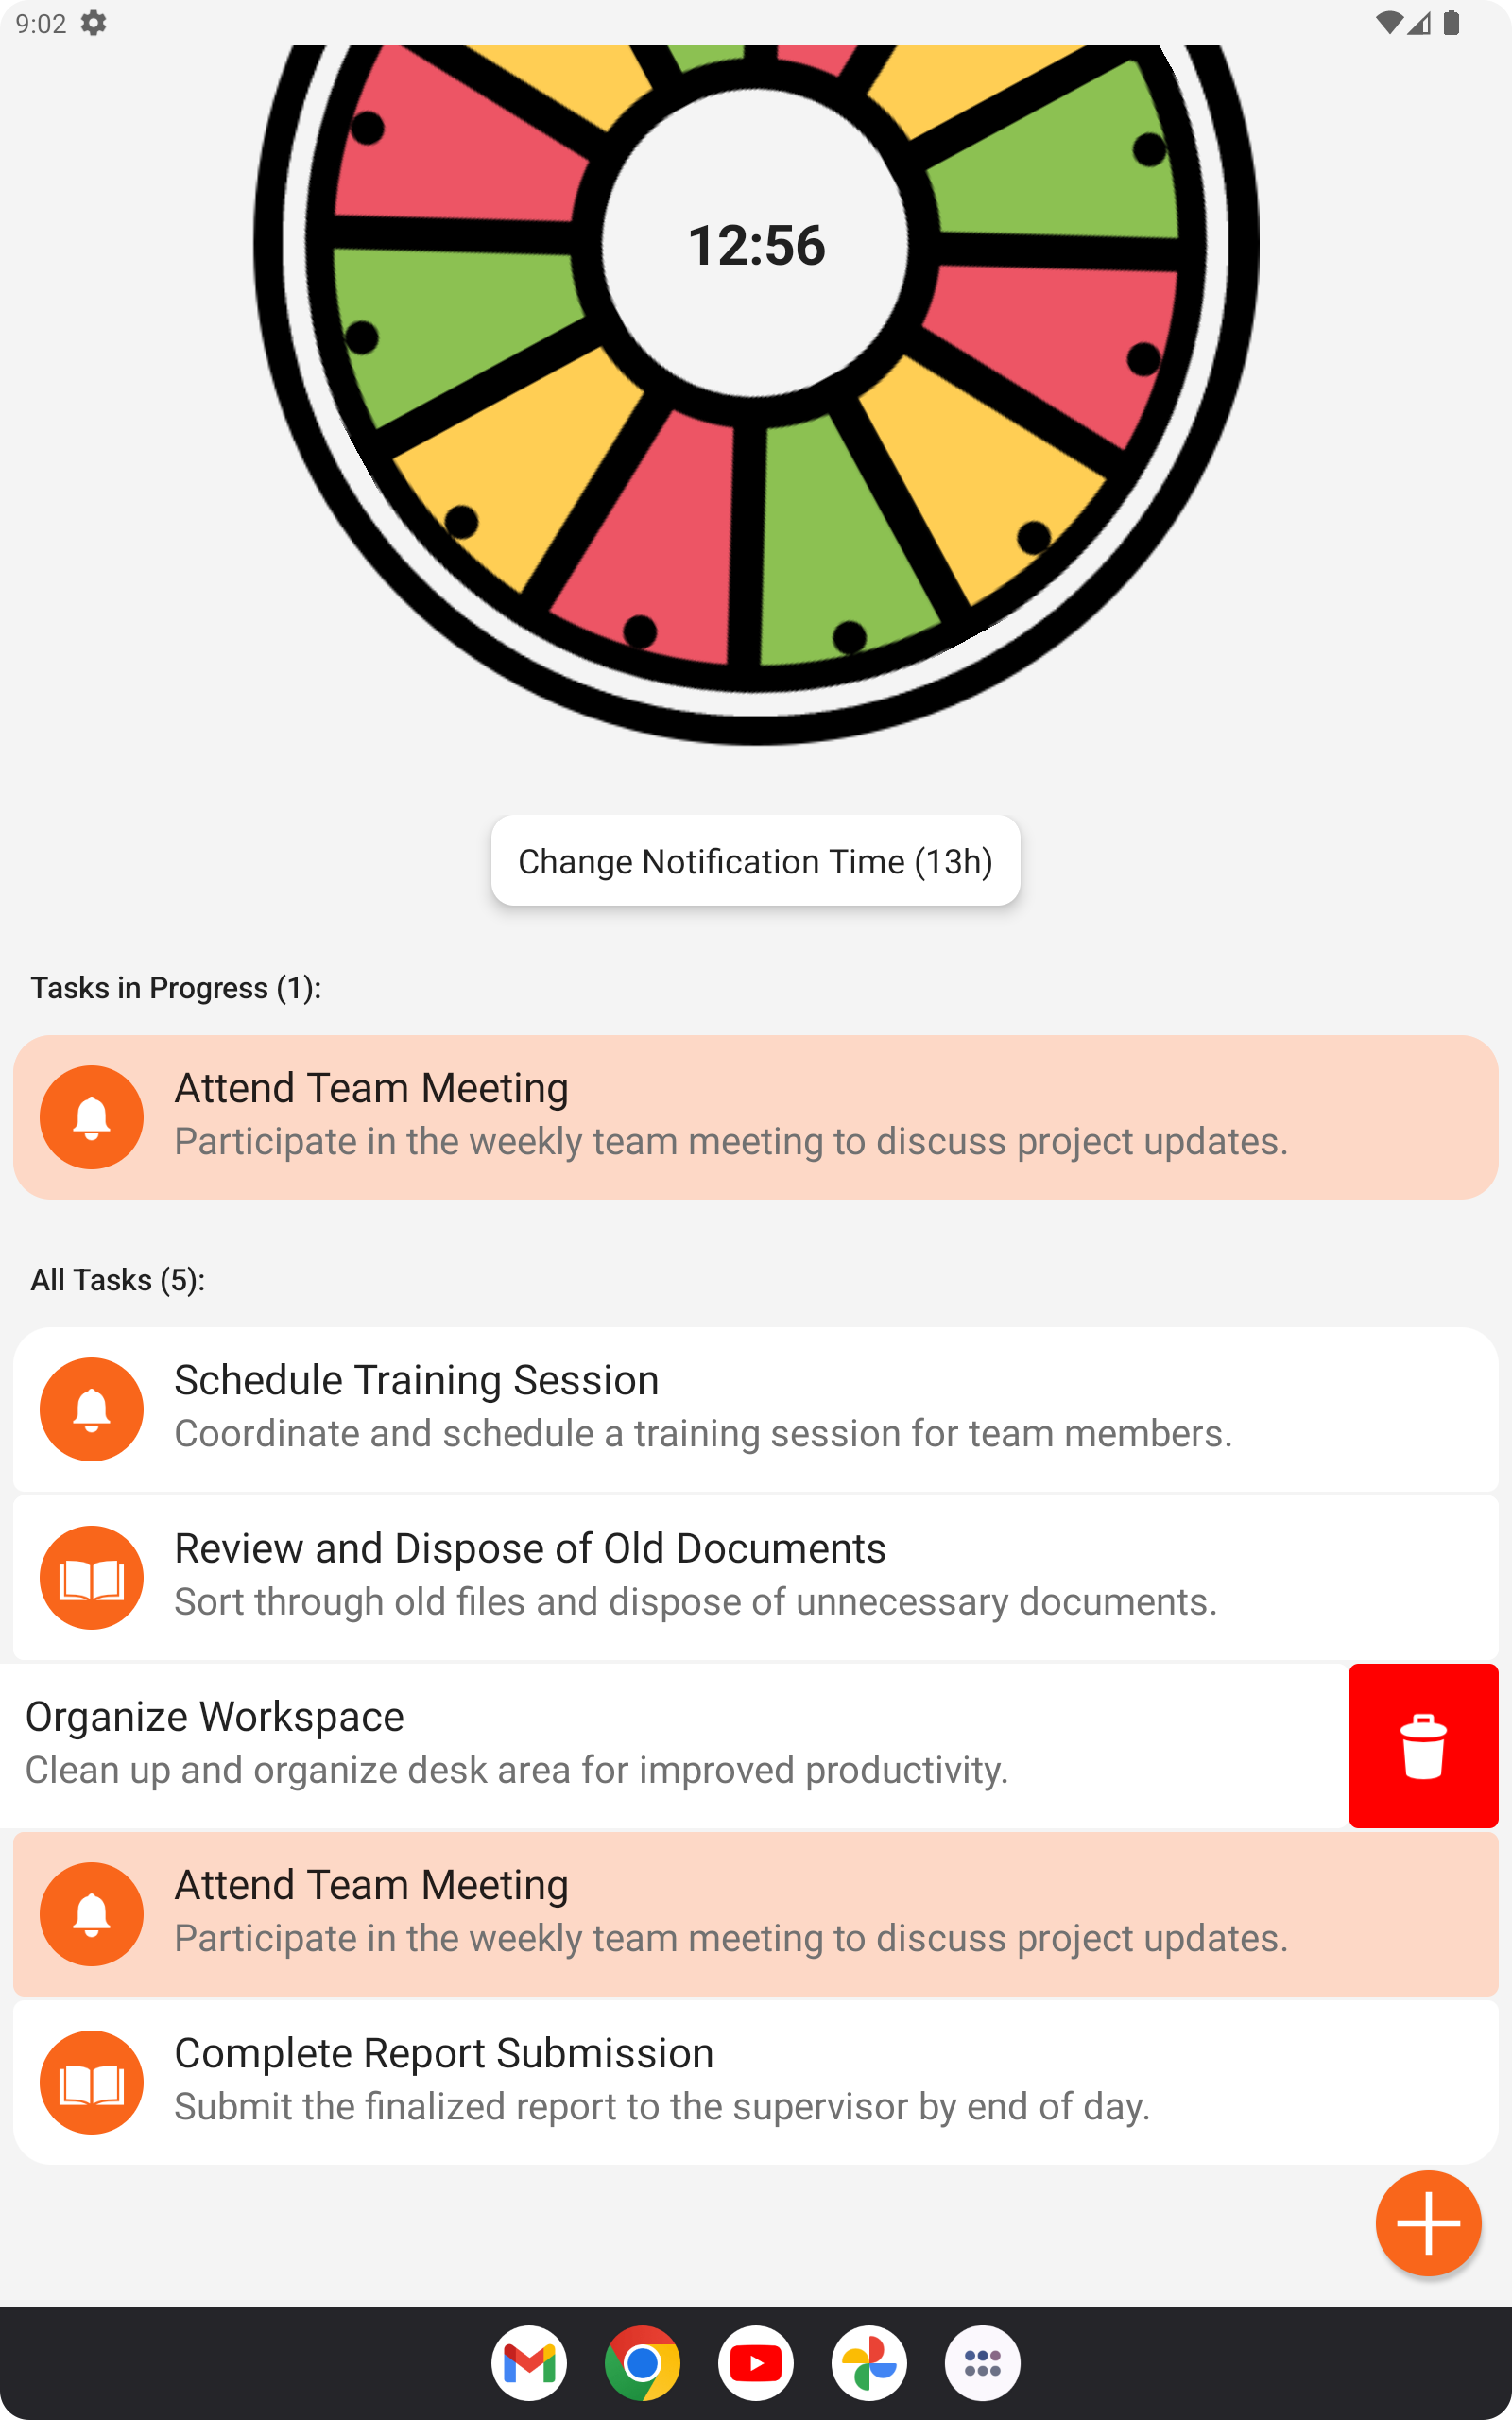 9:02
12:56
Change Notification Time (13h)
Tasks in Progress (1):
Attend Team Meeting
Participate in the weekly team meeting to discuss project updates.
All Tasks (5):
Schedule Training Session
Coordinate and schedule a training session for team members.
Review and Dispose of Old Documents
Sort through old files and dispose of unnecessary documents.
Organize Workspace
Clean up and organize desk area for improved productivity.
Attend Team Meeting
Participate in the weekly team meeting to discuss project updates.
Complete Report Submission
Submit the finalized report to the supervisor by end of day.